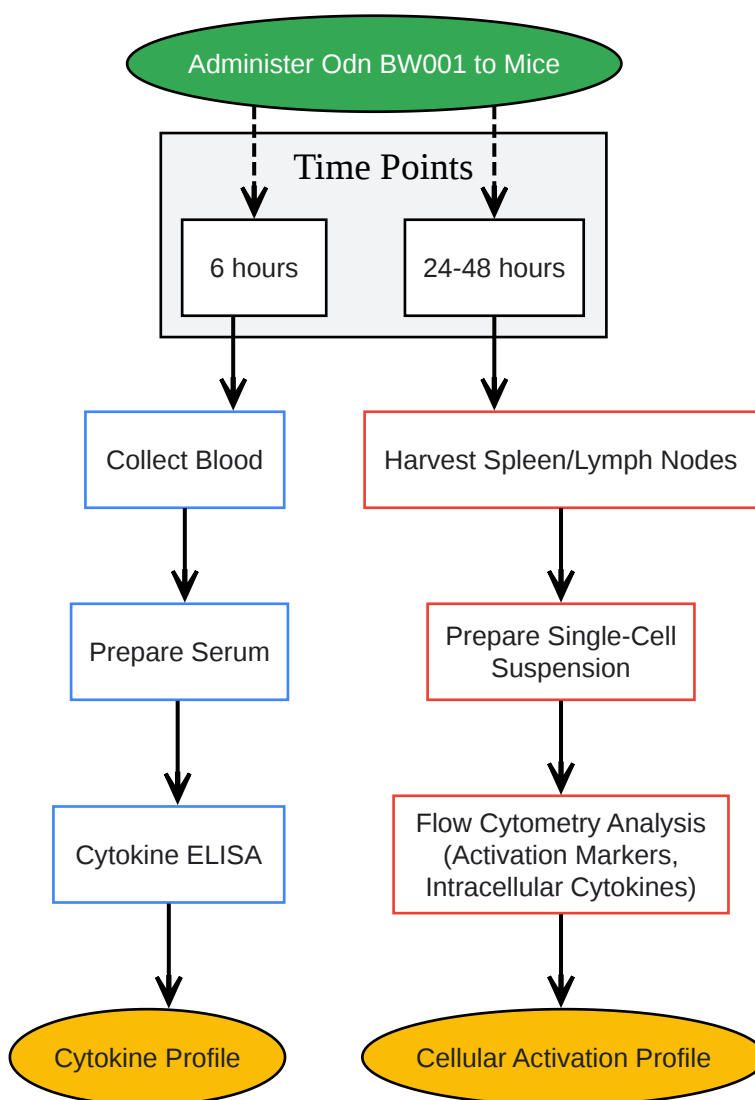 Administer Odn BW001 to Mice
Time Points
6 hours
24-48 hours
Collect Blood
Harvest Spleen/Lymph Nodes
Prepare Serum
Prepare Single-Cell
Suspension
Cytokine ELISA
Flow Cytometry Analysis
(Activation Markers,
Intracellular Cytokines)
Cytokine Profile
Cellular Activation Profile